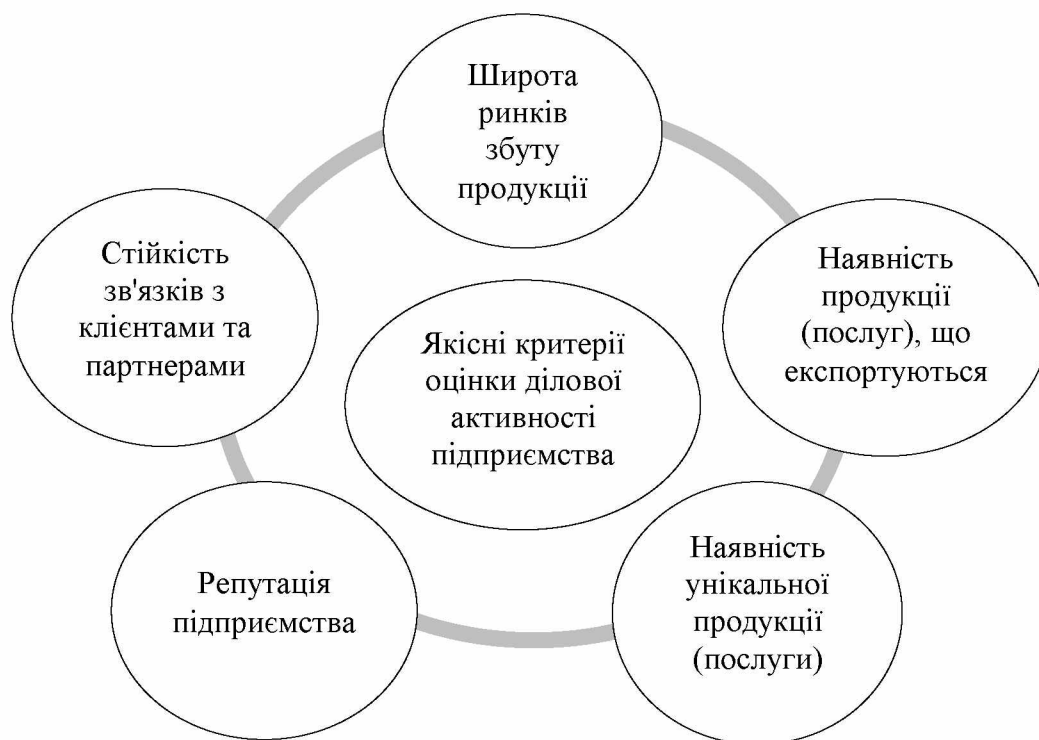 Широта
ринків
збуту
продукції
Стійкість
зв'язків з
клієнтами та
партнерами
Наявність
продукції
(послуг), що
експортуються
Якісні критерії
оцінки ділової
активності
підприємства
Репутація
підприємства
Наявність
унікальної
продукції
(послуги)